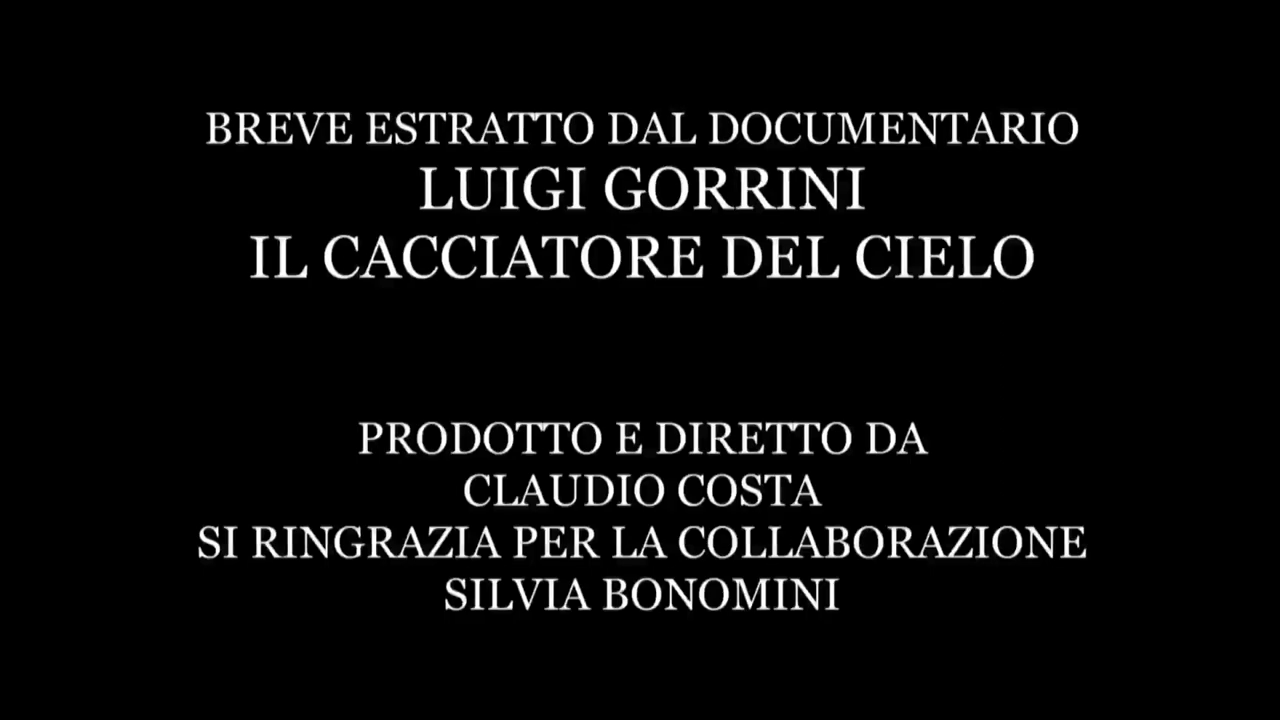 BREVE ESTRATTO DAL DOCUMENTARIO
LUIGI GORRINI
IL CACCIATORE DEL CIELO
PRODOTTO E DIRETTO DA
CLAUDIO COSTA
SI RINGRAZIA PER LA COLLABORAZIONE
SILVIA BONOMINI